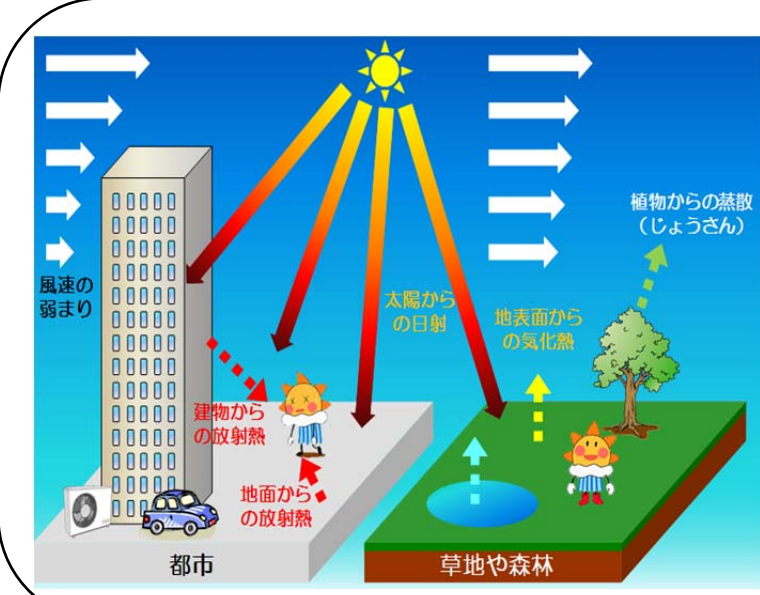 植物からの蒸散
（じょうさん）
風速の
弱まり
太陽から
の日射
地表面から
の気化熱
建物から
の放射熱
地面から
の放射熱
都市
草地や森林